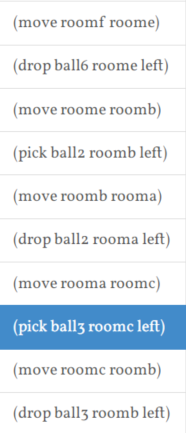 (move roomf roome)
(drop ball6 roome left)
(move roome roomb)
(pick ball2 roomb left)
(move roomb rooma)
(drop ball2 rooma left)
(move rooma roomc)
(pick ball3 roomc left)
(move roomc roomb)
(drop ball3 roomb left)